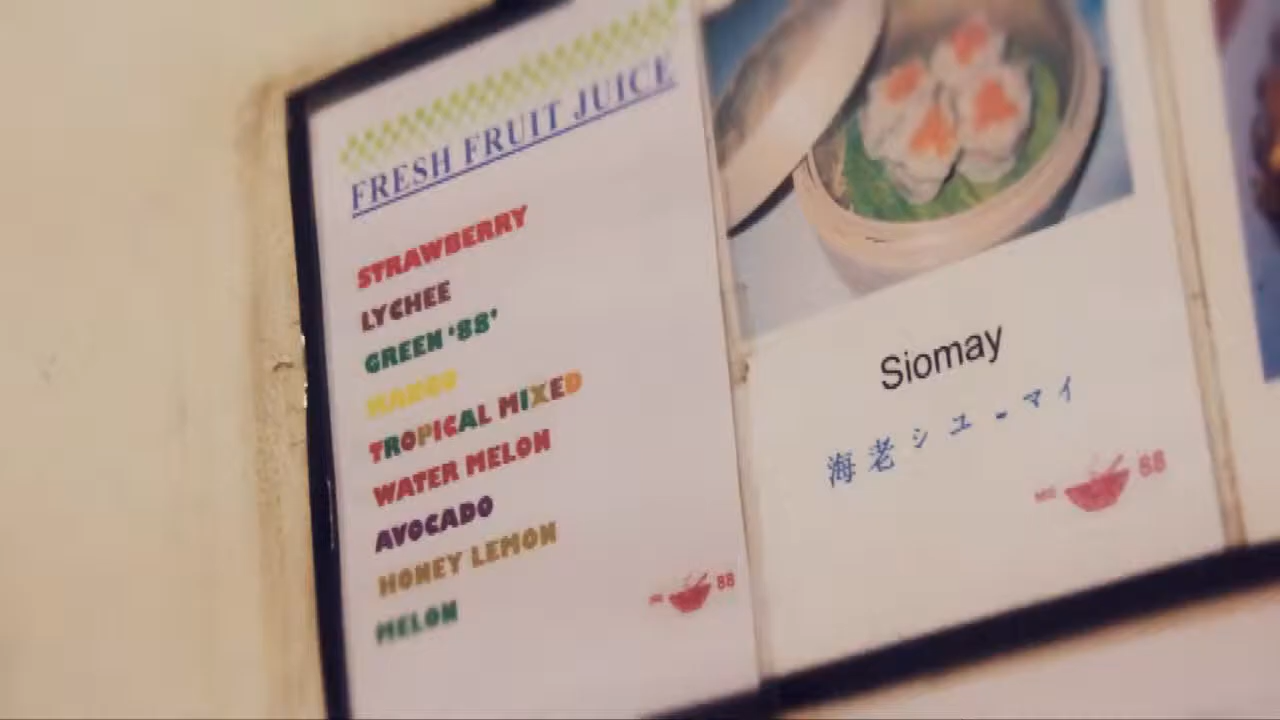 FRESH FRUIT JUICE
STRAWBERRY
LYCHEE
GREEN '88'
MANGO
TROPICAL MIXED
WATER MELON
AVOCADO
HONEY LEMON
MELON
88
Siomay
海老シューマイ
88